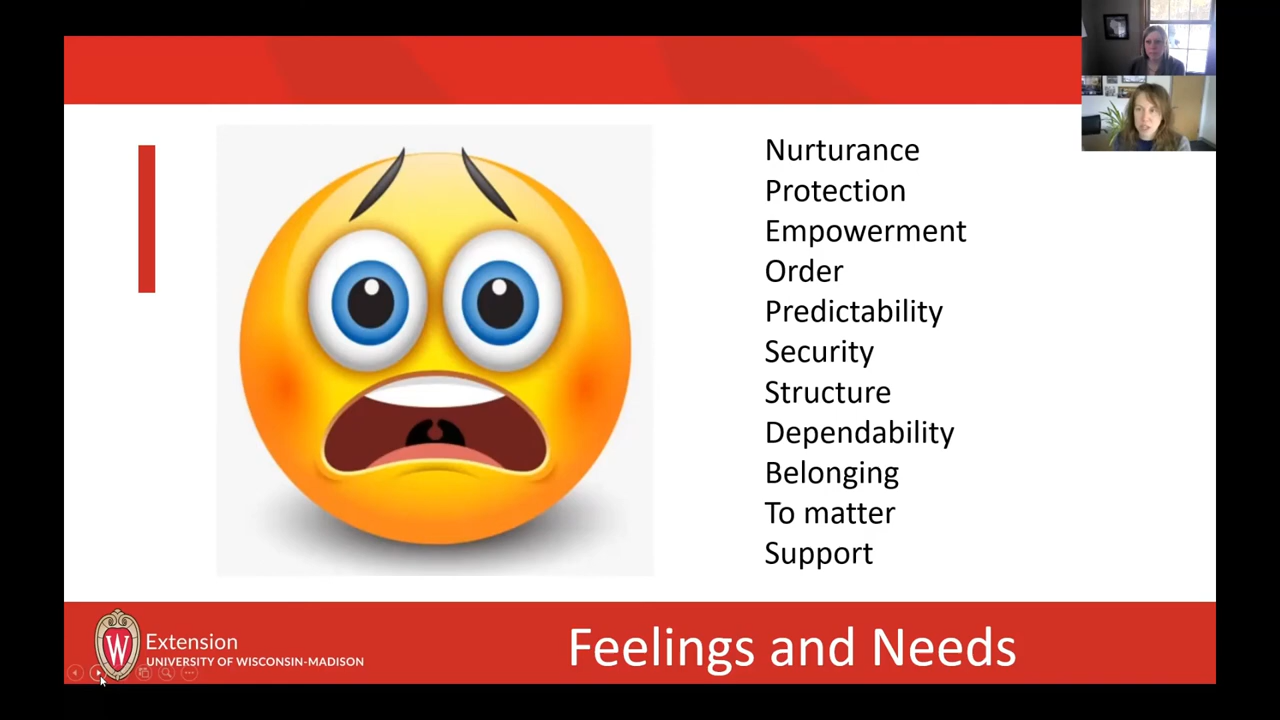 Nurturance
Protection
Empowerment
Order
Predictability
Security
Structure
Dependability
Belonging
To matter
Support
W
Extension
UNIVERSITY OF WISCONSIN-MADISON
Feelings and Needs